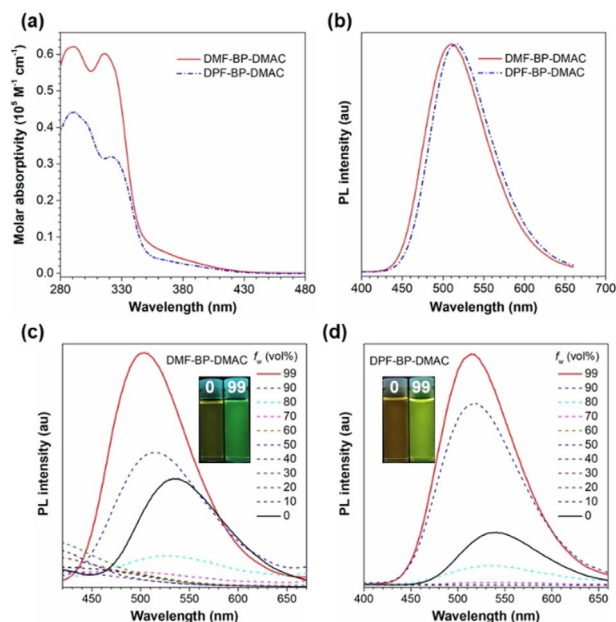 (a)
Molar absorptivity (10⁵ M⁻¹ cm⁻¹)
0.6
0.5
0.4
0.3
0.2
0.1
0.0
DMF-BP-DMAC
DPF-BP-DMAC
280 330 380 430 480
Wavelength (nm)
(b)
PL intensity (au)
DMF-BP-DMAC
DPF-BP-DMAC
400 450 500 550 600 650 700
Wavelength (nm)
(c)
PL intensity (au)
DMF-BP-DMAC
0 99
fw (vol%)
99
90
80
70
60
50
40
30
20
10
0
450 500 550 600 650
Wavelength (nm)
(d)
PL intensity (au)
DPF-BP-DMAC
0 99
fw (vol%)
99
90
80
70
60
50
40
30
20
10
0
400 450 500 550 600 650
Wavelength (nm)